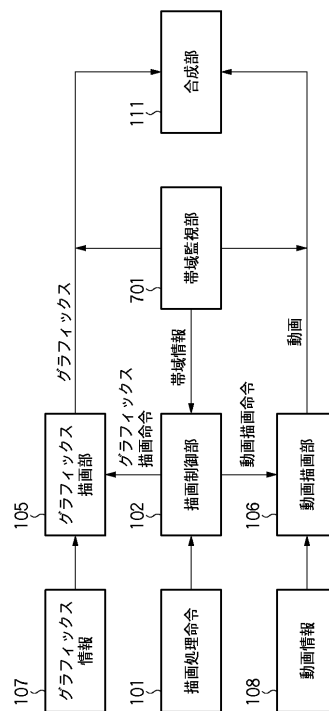 107
グラフィックス
情報
105
グラフィックス
描画部
グラフィックス
101
描画処理命令
102
描画制御部
グラフィックス
描画命令
動画描画命令
帯域情報
701
帯域監視部
111
合成部
108
動画情報
106
動画描画部
動画